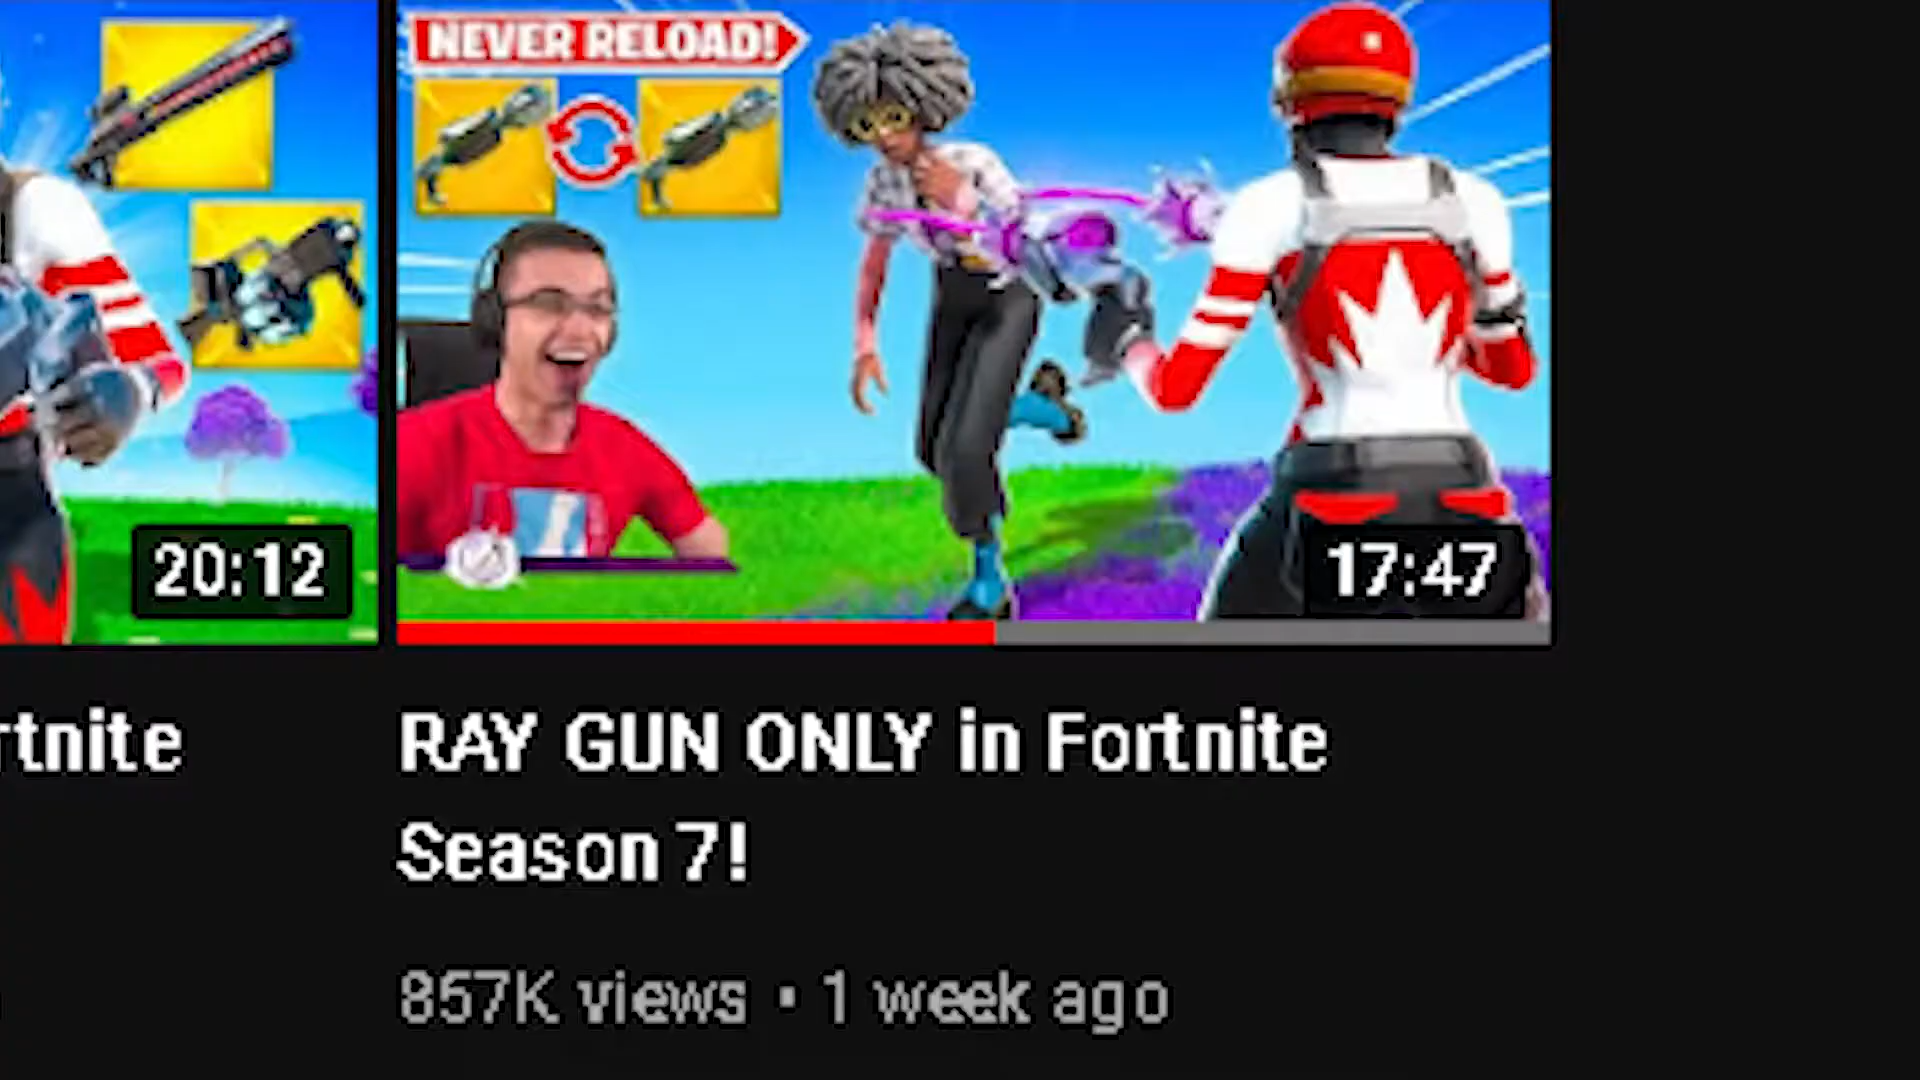 NEVER RELOAD!
20:12
17:47
rtnite
RAY GUN ONLY in Fortnite
Season 7!
857K views • 1 week ago